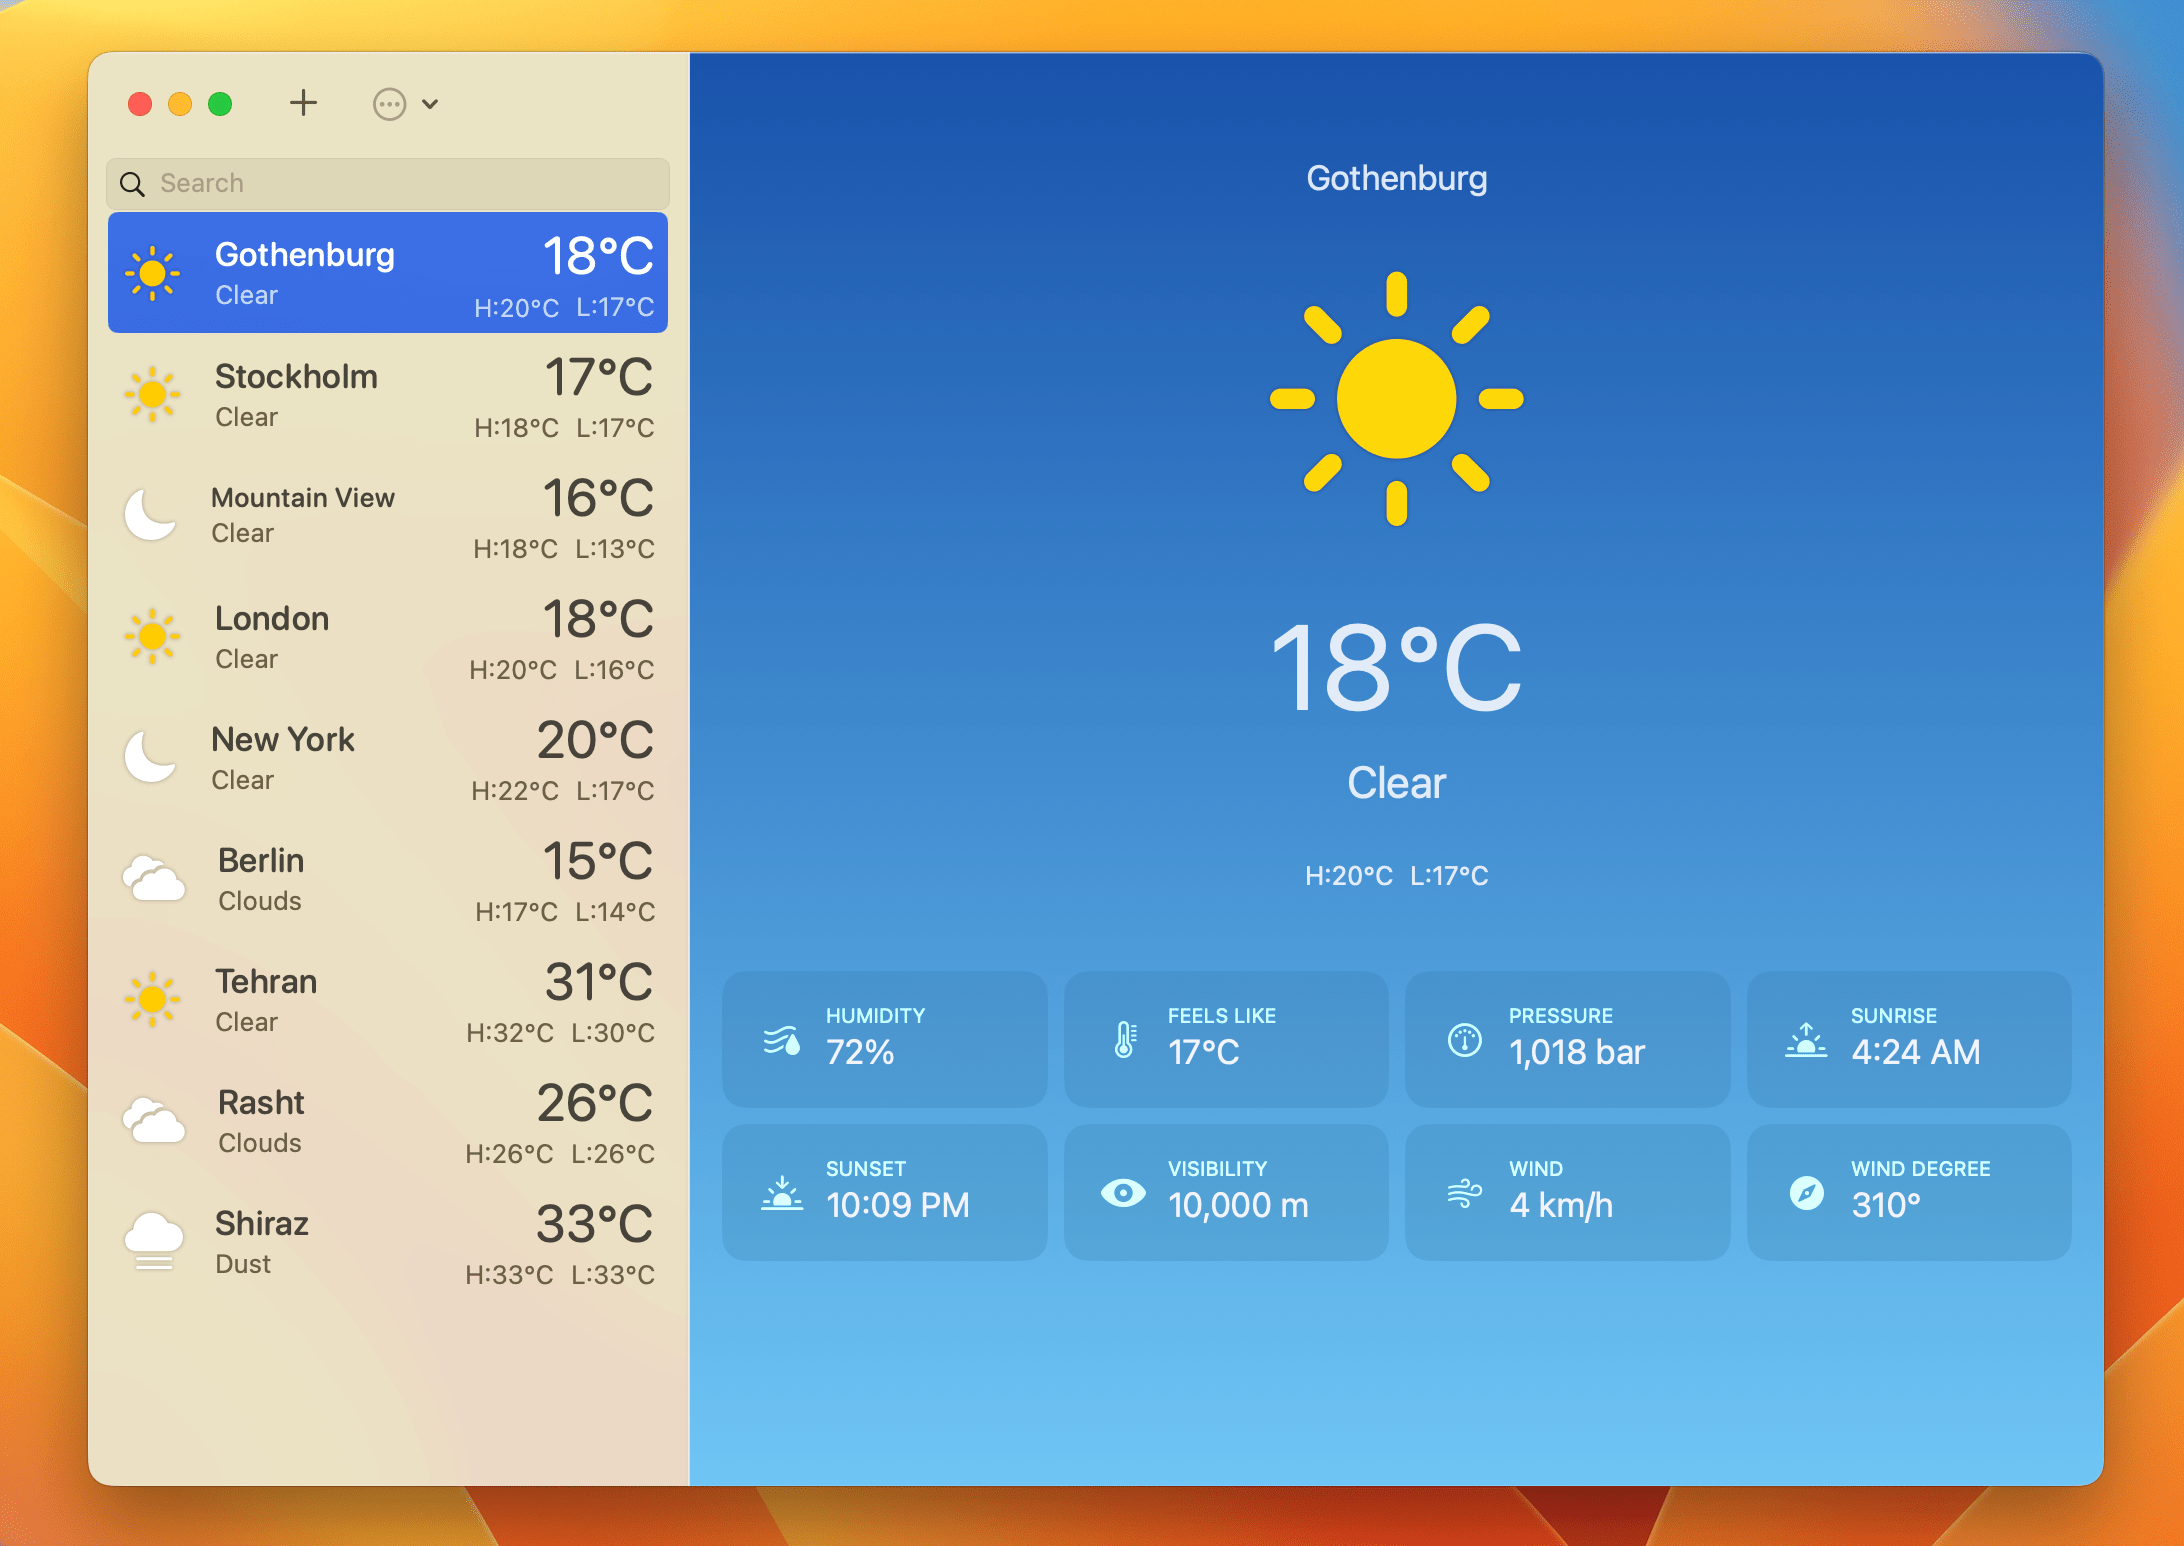 Search
Gothenburg 18°C
Clear H:20°C L:17°C
Stockholm 17°C
Clear H:18°C L:17°C
Mountain View 16°C
Clear H:18°C L:13°C
London 18°C
Clear H:20°C L:16°C
New York 20°C
Clear H:22°C L:17°C
Berlin 15°C
Clouds H:17°C L:14°C
Tehran 31°C
Clear H:32°C L:30°C
Rasht 26°C
Clouds H:26°C L:26°C
Shiraz 33°C
Dust H:33°C L:33°C
Gothenburg
18°C
Clear
H:20°C L:17°C
HUMIDITY
72%
FEELS LIKE
17°C
PRESSURE
1,018 bar
SUNRISE
4:24 AM
SUNSET
10:09 PM
VISIBILITY
10,000 m
WIND
4 km/h
WIND DEGREE
310°